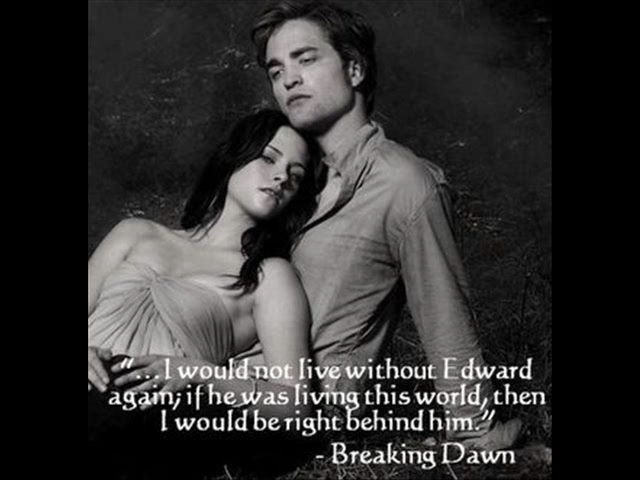 "...I would not live without Edward
again; if he was living this world, then
I would be right behind him."
- Breaking Dawn